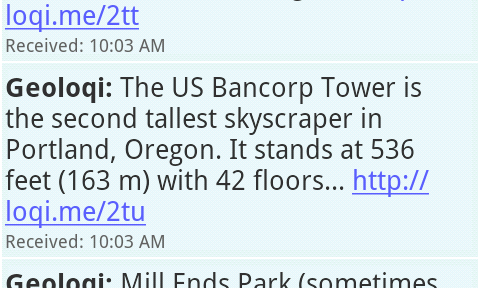 loqi.me/2tt
Received: 10:03 AM
Geoloqi: The US Bancorp Tower is
the second tallest skyscraper in
Portland, Oregon. It stands at 536
feet (163 m) with 42 floors... http://
loqi.me/2tu
Received: 10:03 AM
Geoloqi: Mill Ends Park (sometimes